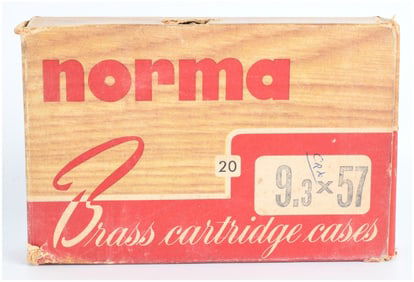 norma
20
9.3 x 57
Brass cartridge cases